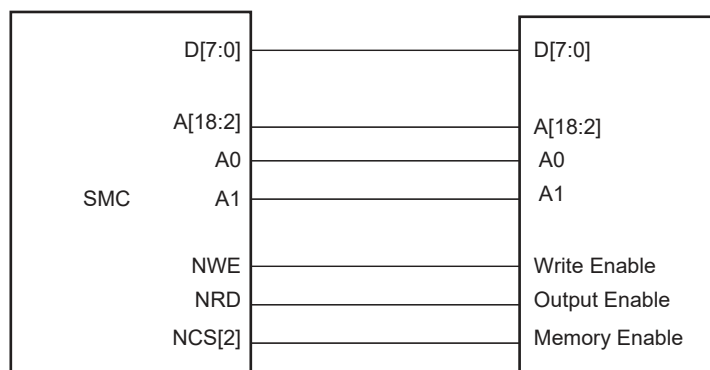 D[7:0] D[7:0]
A[18:2] A[18:2]
A0 A0
SMC A1 A1
NWE Write Enable
NRD Output Enable
NCS[2] Memory Enable